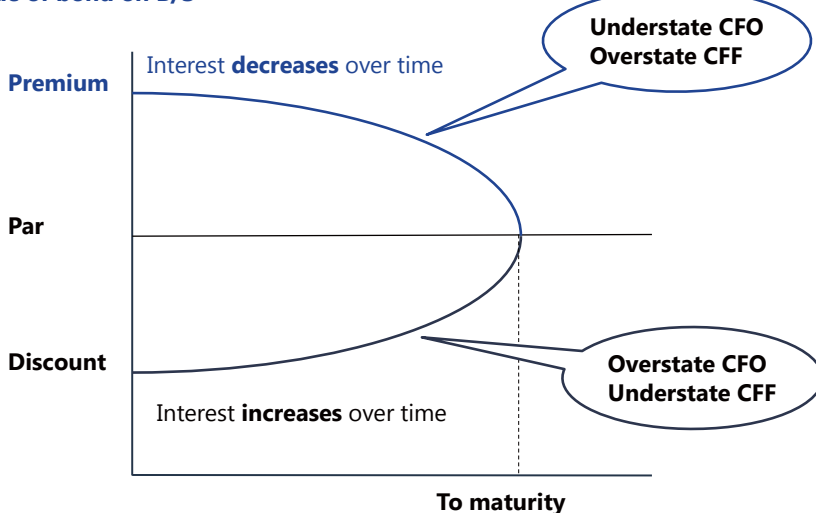 Understate CFO
Overstate CFF
Interest decreases over time
Premium
Par
Discount
Overstate CFO
Understate CFF
Interest increases over time
To maturity